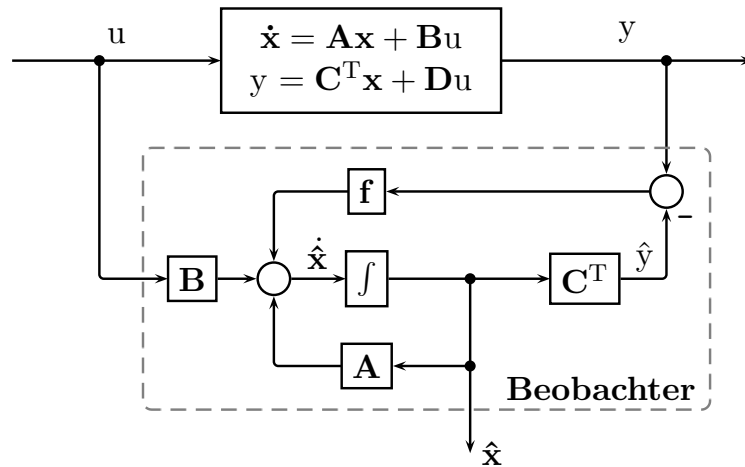 u
y
ẋ = Ax + Bu
y = Cᵀx + Du
f
−
B
x̂̇
∫
Cᵀ
ŷ
A
Beobachter
x̂